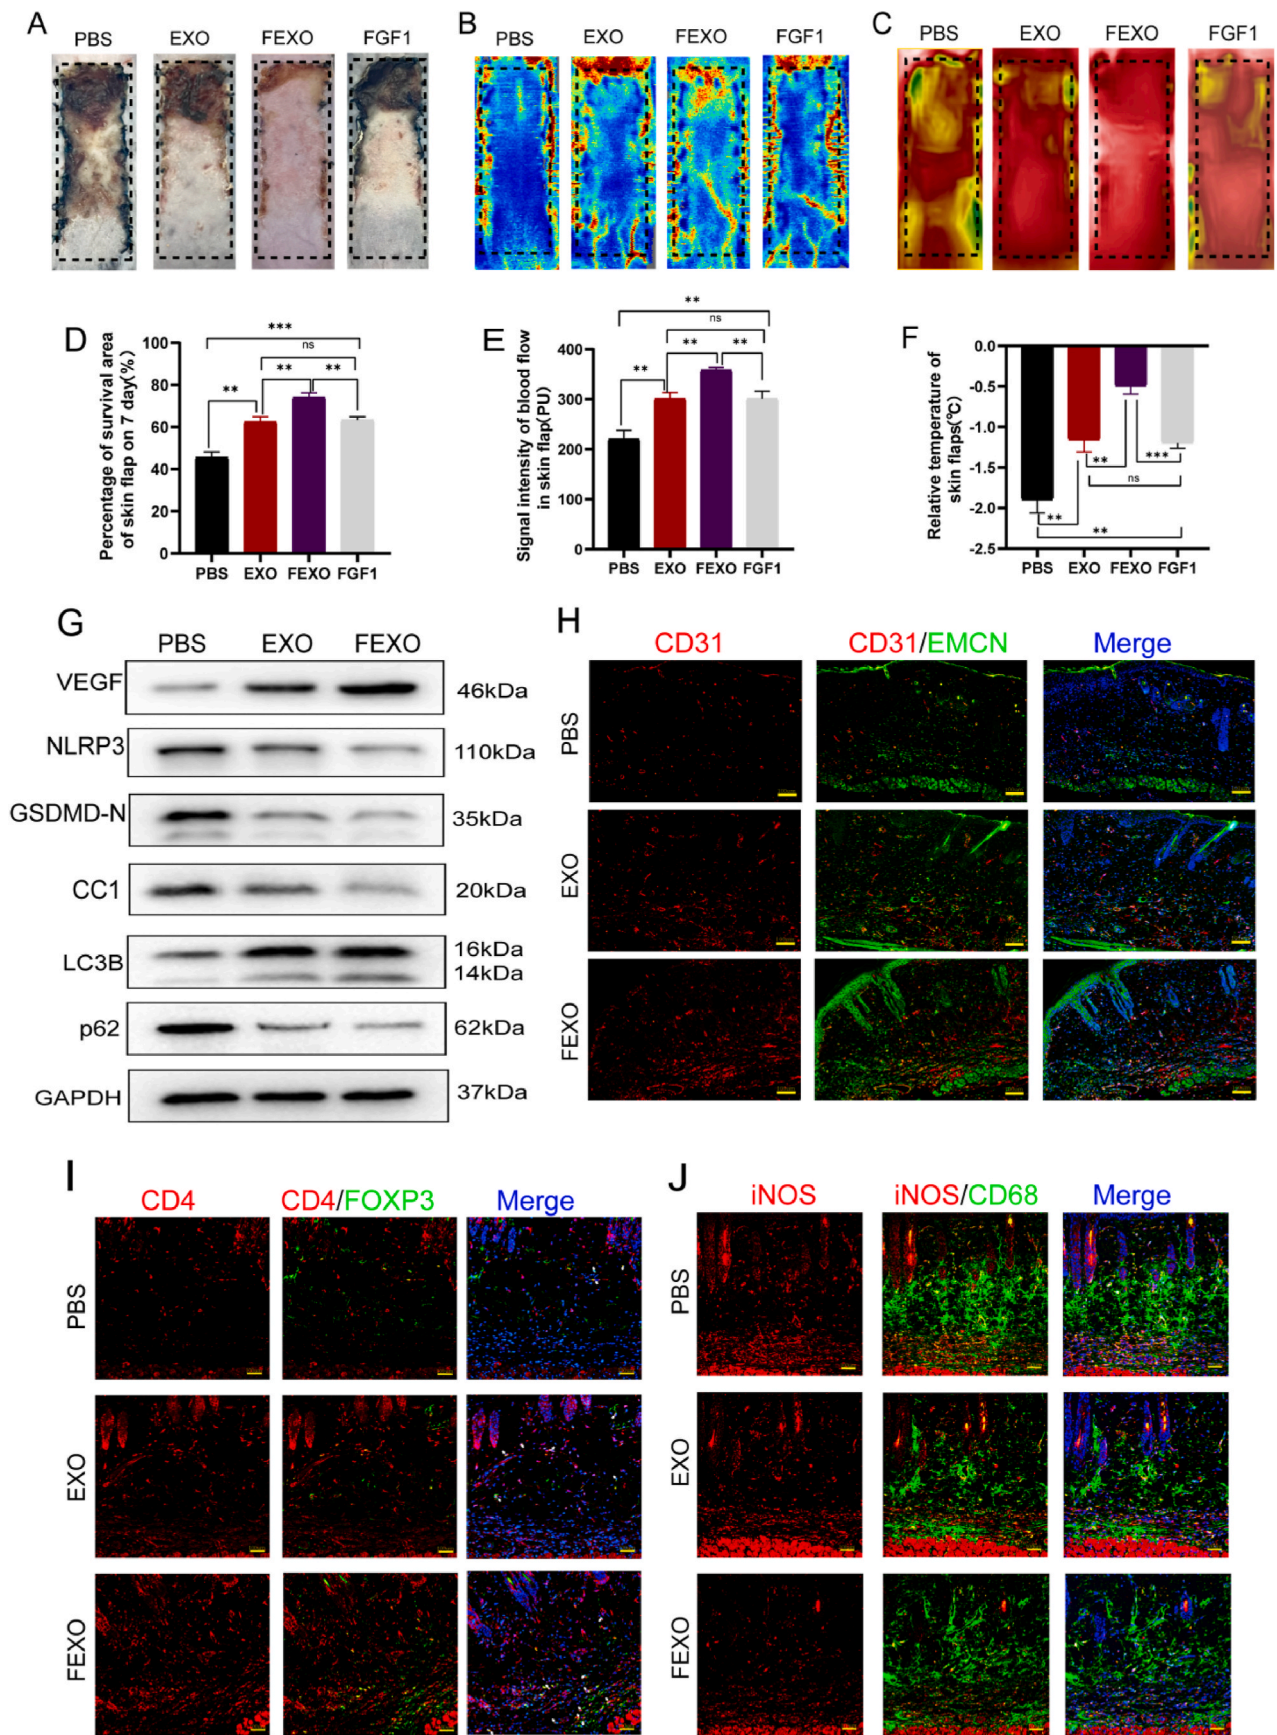 A
PBS EXO FEXO FGF1
B
PBS EXO FEXO FGF1
C
PBS EXO FEXO FGF1
D
Percentage of survival area
of skin flap on 7 day(%)
100
80
60
40
20
0
***
ns
** ** **
PBS EXO FEXO FGF1
E
Signal intensity of blood flow
in skin flap(PU)
400
300
200
100
0
**
ns
** **
**
PBS EXO FEXO FGF1
F
Relative temperature of
skin flaps(°C)
0.0
-0.5
-1.0
-1.5
-2.0
-2.5
** ***
ns
**
**
PBS EXO FEXO FGF1
G
PBS EXO FEXO
VEGF 46kDa
NLRP3 110kDa
GSDMD-N 35kDa
CC1 20kDa
LC3B 16kDa
14kDa
p62 62kDa
GAPDH 37kDa
H
CD31 CD31/EMCN Merge
PBS
EXO
FEXO
I
CD4 CD4/FOXP3 Merge
PBS
EXO
FEXO
J
iNOS iNOS/CD68 Merge
PBS
EXO
FEXO